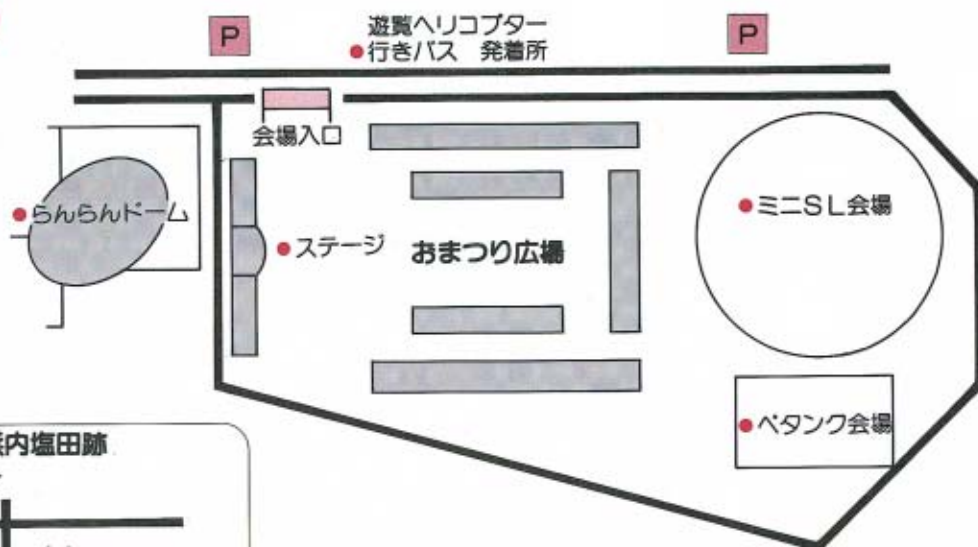 P
遊覧ヘリコプター
行きバス 発着所
P
会場入口
らんらんドーム
ステージ
おまつり広場
ミニSL会場
ペタンク会場
内塩田跡